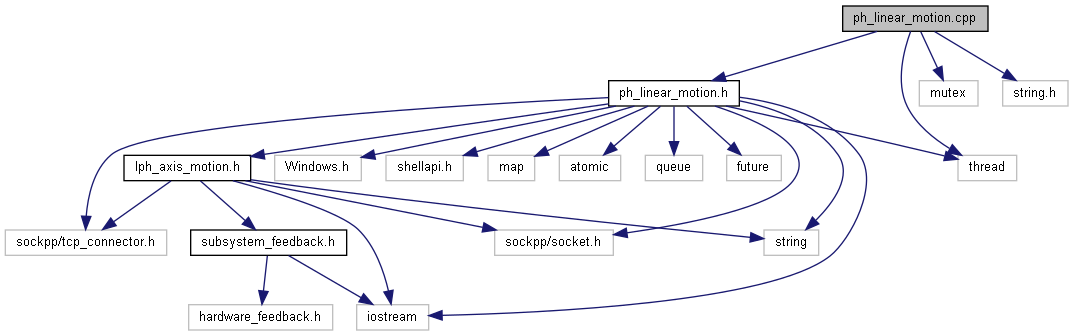 ph_linear_motion.cpp
ph_linear_motion.h
mutex
string.h
lph_axis_motion.h
Windows.h
shellapi.h
map
atomic
queue
future
thread
sockpp/tcp_connector.h
subsystem_feedback.h
sockpp/socket.h
string
hardware_feedback.h
iostream